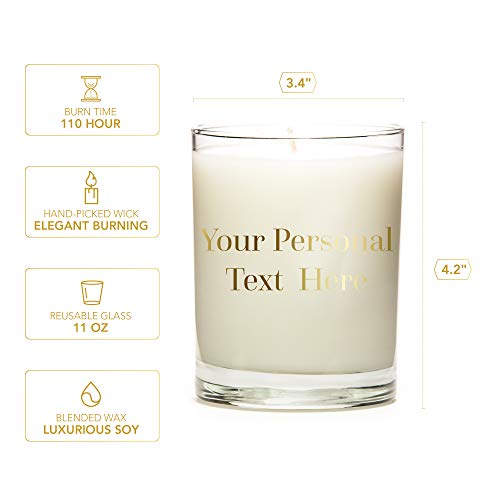 BURN TIME
110 HOUR
HAND-PICKED WICK
ELEGANT BURNING
REUSABLE GLASS
11 OZ
BLENDED WAX
LUXURIOUS SOY
3.4"
Your Personal
Text Here
4.2"